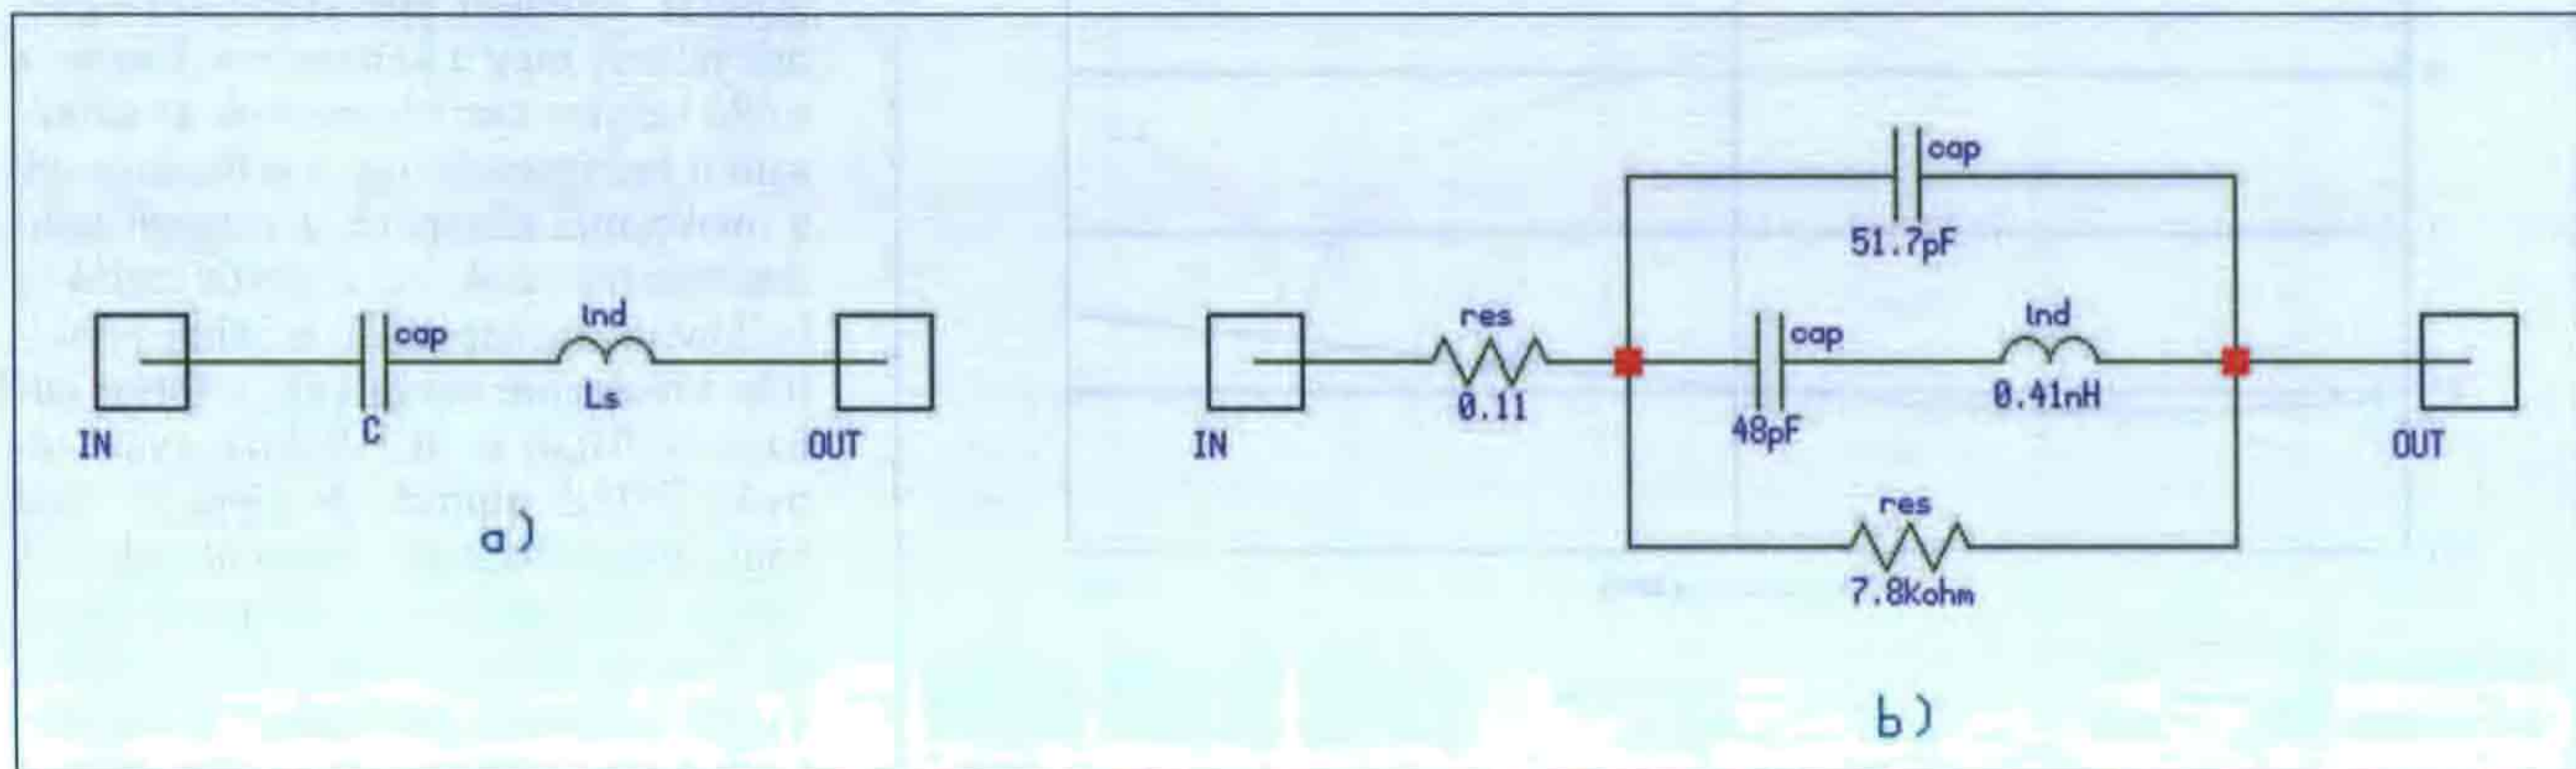 cap
Ind
IN
C
Ls
OUT
a)
cap
51.7pF
res
cap
Ind
IN
0.11
48pF
0.41nH
OUT
res
7.8Kohm
b)